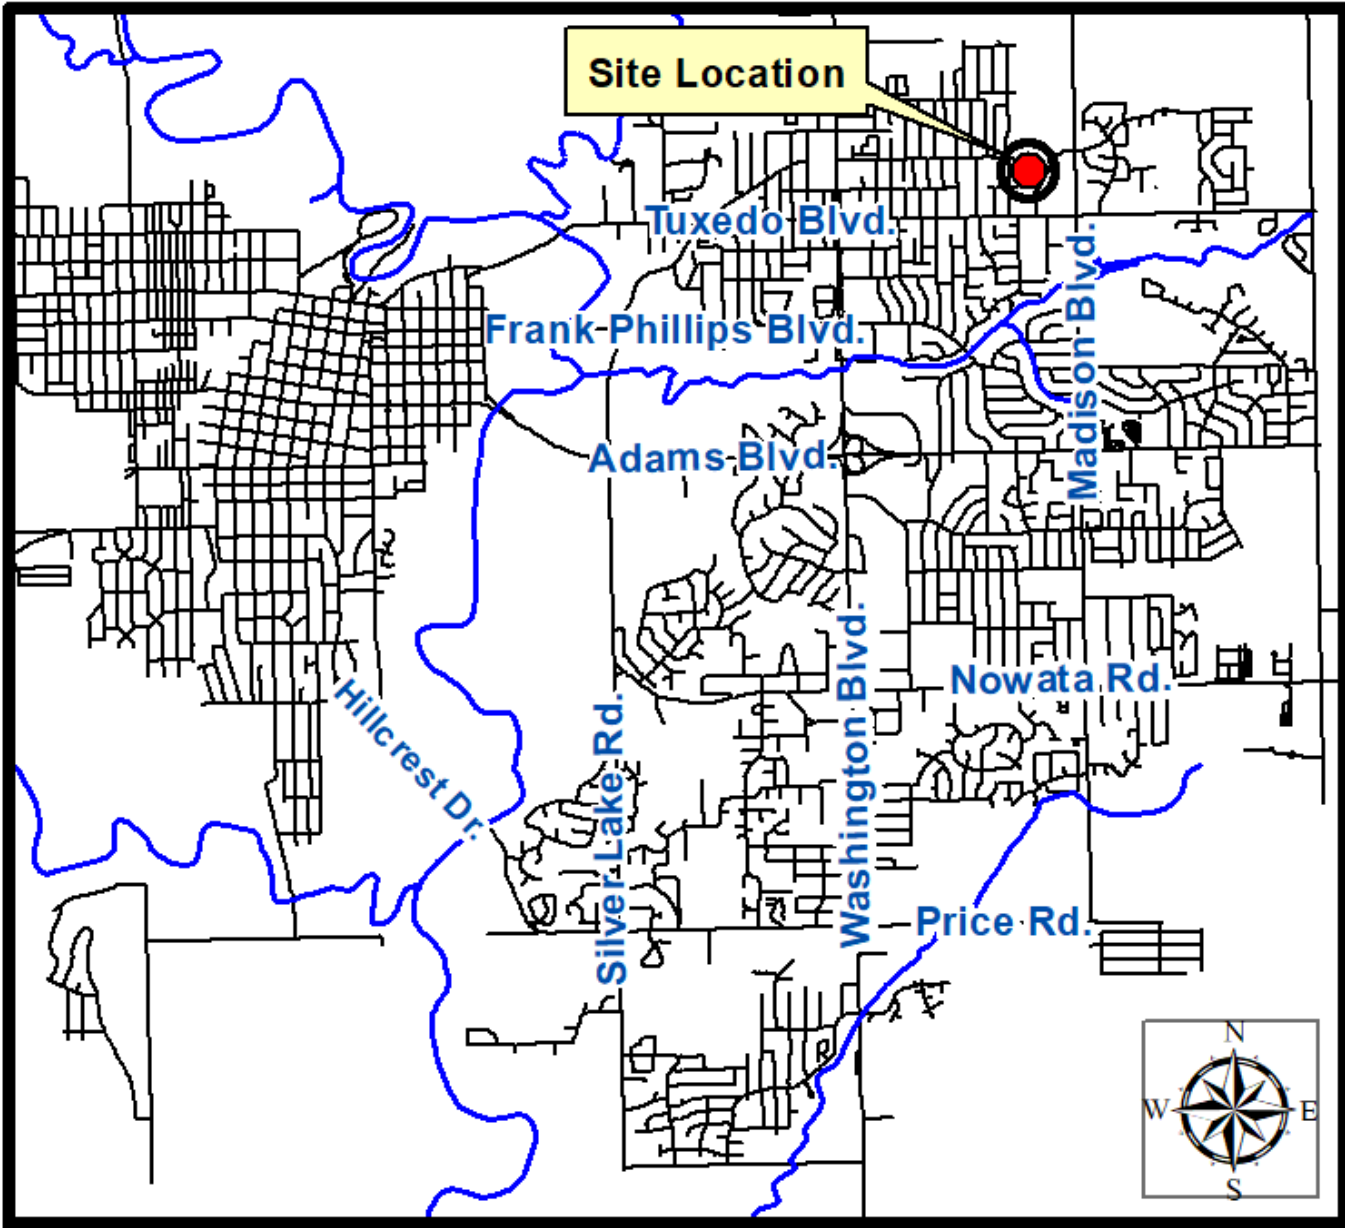 Site Location
Tuxedo Blvd.
Frank Phillips Blvd.
Madison Blvd.
Adams Blvd.
Washington Blvd.
Nowata Rd.
Hillcrest Dr.
Silver Lake Rd.
Price Rd.
N
W
E
S